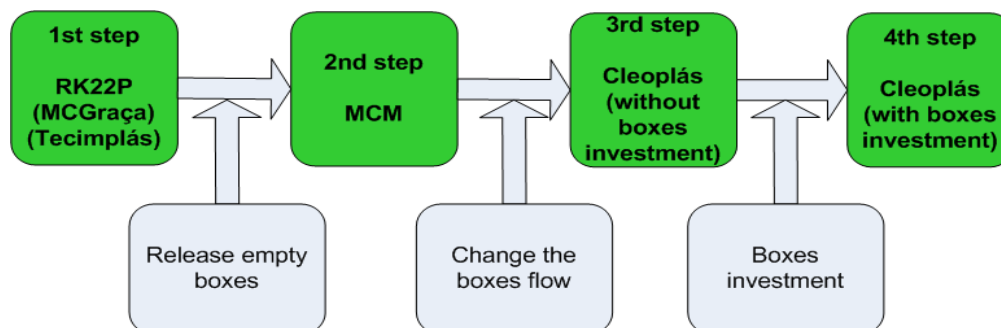 1st step
RK22P
(MCGraça)
(Tecimplás)
2nd step
MCM
3rd step
Cleoplás
(without
boxes
investment)
4th step
Cleoplás
(with boxes
investment)
Release empty
boxes
Change the
boxes flow
Boxes
investment